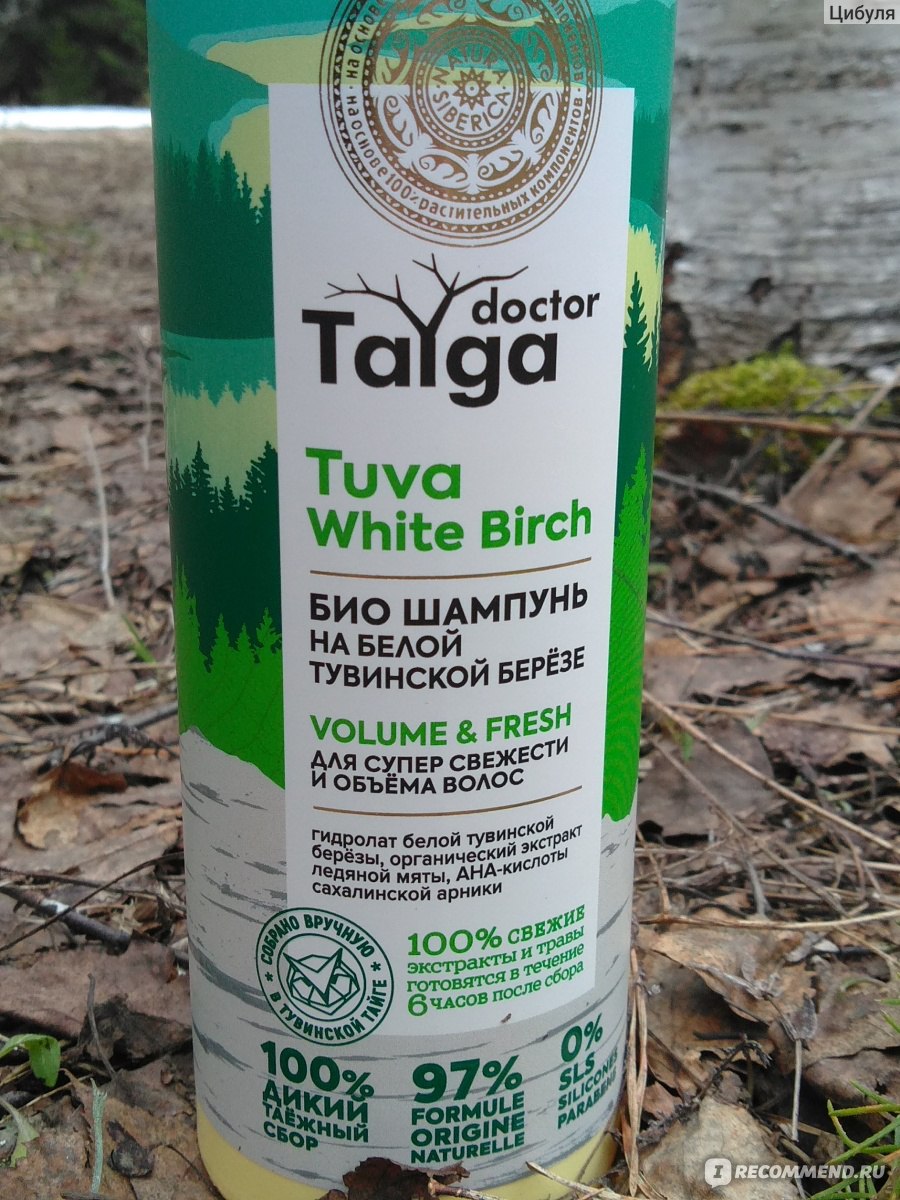 Цибуля
на основе
на основе 100% растительных компонентов
NATURA
SIBERICA
doctor
Taiga
Tuva
White Birch
БИО ШАМПУНЬ
НА БЕЛОЙ
ТУВИНСКОЙ БЕРЁЗЕ
VOLUME & FRESH
ДЛЯ СУПЕР СВЕЖЕСТИ
И ОБЪЁМА ВОЛОС
гидролат белой тувинской
берёзы, органический экстракт
ледяной мяты, АНА-кислоты
сахалинской арники
СОБРАНО ВРУЧНУЮ
В ТУВИНСКОЙ ТАЙГЕ
100% СВЕЖИЕ
экстракты и травы
готовятся в течение
6 часов после сбора
100%
ДИКИЙ
ТАЁЖНЫЙ
СБОР
97%
FORMULE
ORIGINE
NATURELLE
0%
SLS
SILICONES
PARABENS
I RECOMMEND.RU